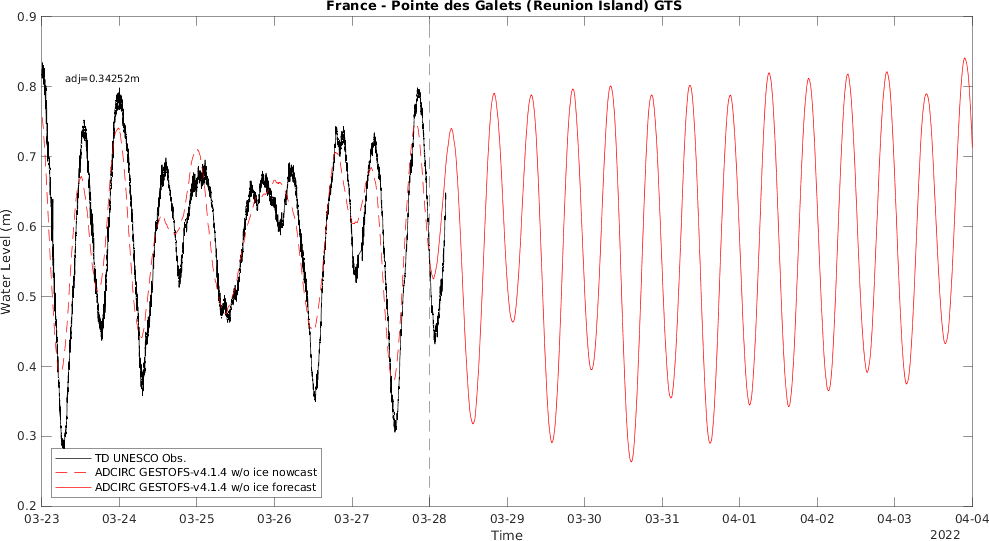 France - Pointe des Galets (Reunion Island) GTS
0.9
0.8
0.7
0.6
0.5
0.4
0.3
0.2
Water Level (m)
adj=0.34252m
TD UNESCO Obs.
ADCIRC GESTOFS-v4.1.4 w/o ice nowcast
ADCIRC GESTOFS-v4.1.4 w/o ice forecast
03-23 03-24 03-25 03-26 03-27 03-28 03-29 03-30 03-31 04-01 04-02 04-03 04-04
Time
2022